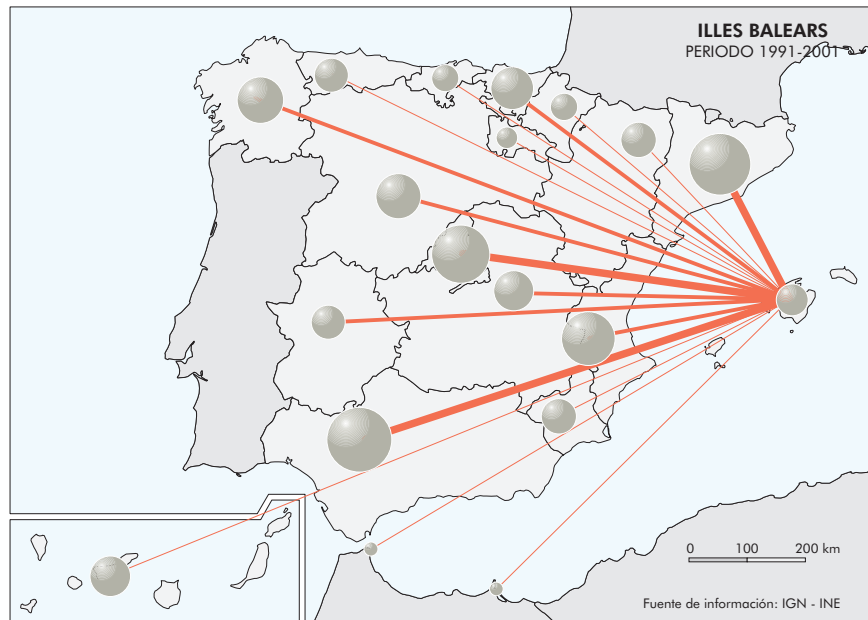 ILLES BALEARS
PERIODO 1991-2001
0 100 200 km
Fuente de información: IGN - INE